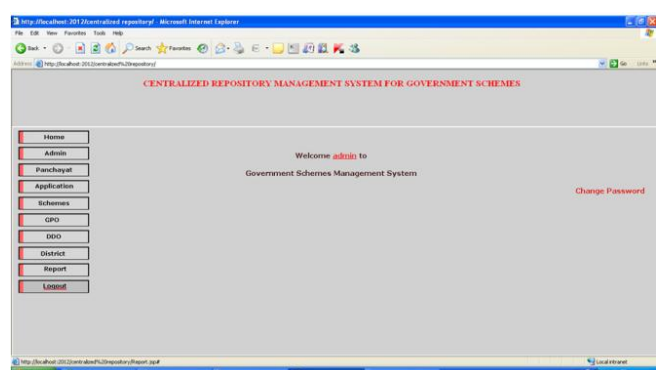 http://localhost:2012/centralized repository/ - Microsoft Internet Explorer
File Edit View Favorites Tools Help
Back Search Favorites
Address http://localhost:2012/centralized%20repository/ Go Links
CENTRALIZED REPOSITORY MANAGEMENT SYSTEM FOR GOVERNMENT SCHEMES
Home
Admin
Panchayat
Application
Schemes
GPO
DDO
District
Report
Logout
Welcome admin to
Government Schemes Management System
Change Password
http://localhost:2012/centralized%20repository/Report.jsp# Local intranet